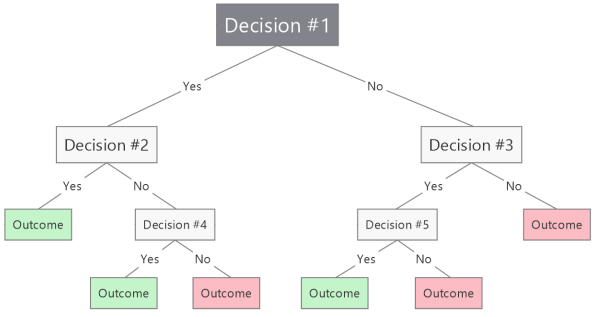 Decision #1
Yes
No
Decision #2
Decision #3
Yes
No
Yes
No
Outcome
Decision #4
Decision #5
Outcome
Yes
No
Yes
No
Outcome
Outcome
Outcome
Outcome